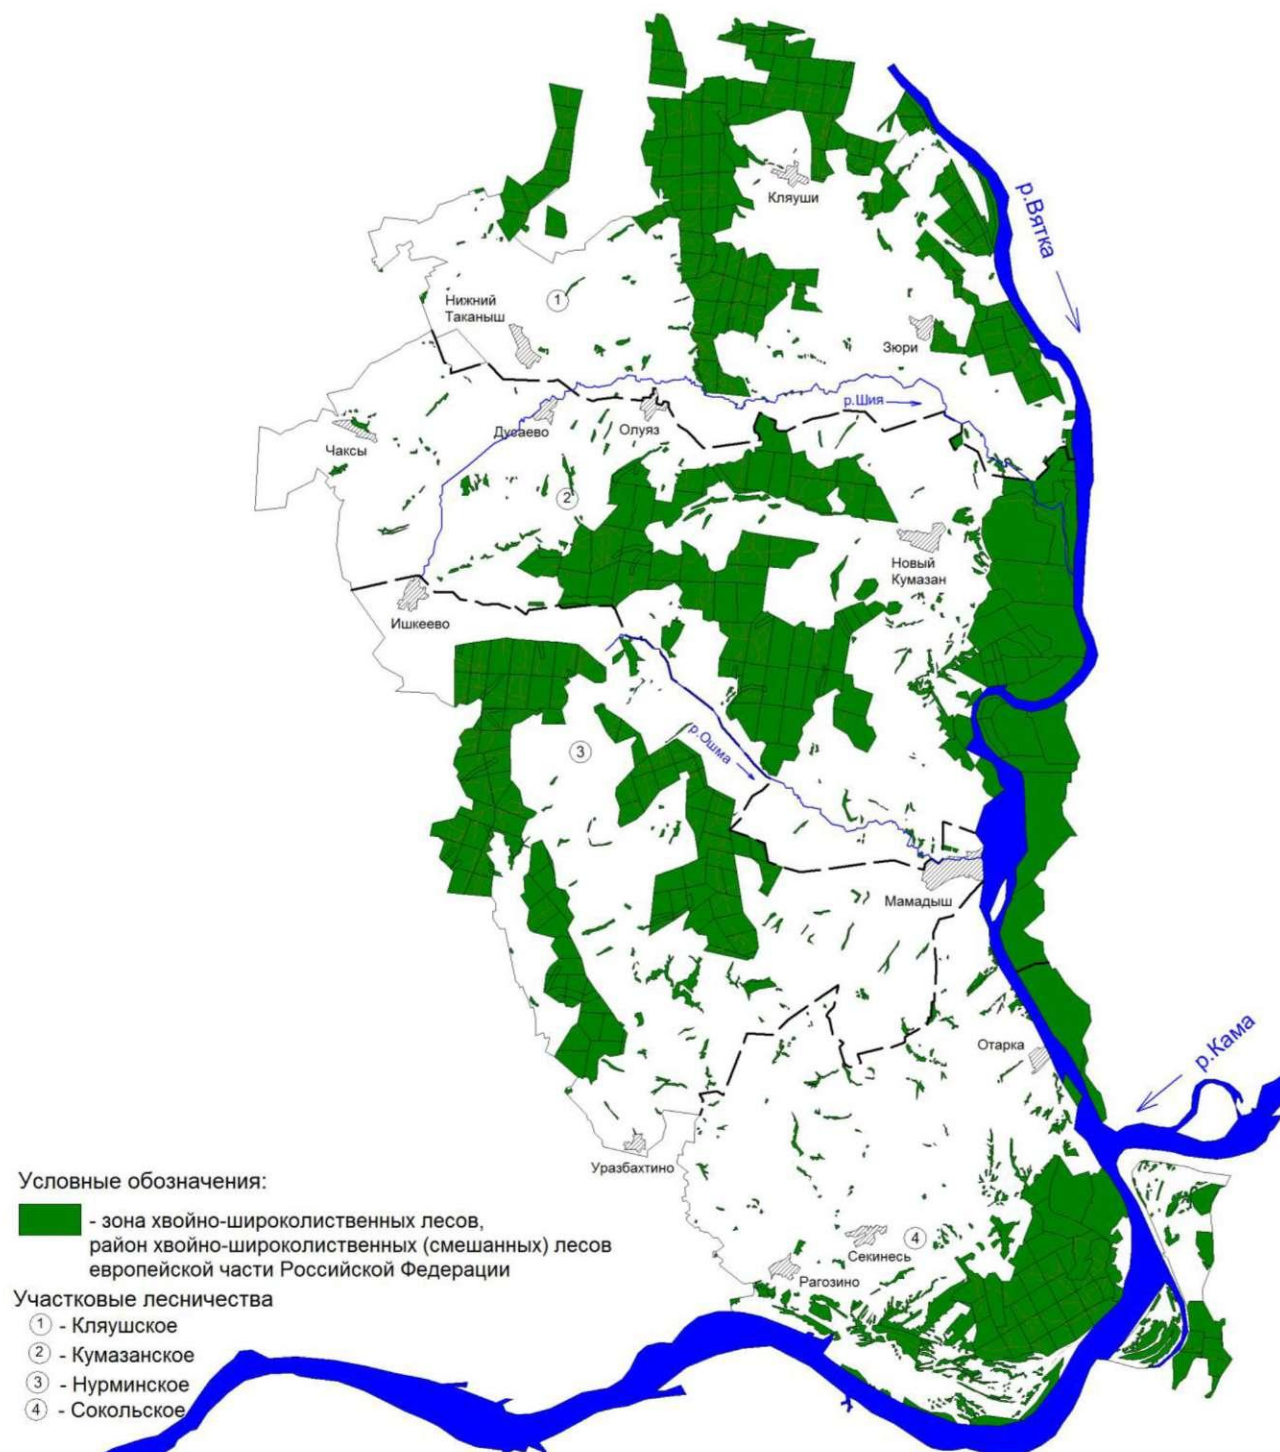 Кляуши
р.Вятка
1
Нижний
Таканыш
Зюри
р.Шия
Дусаево
Олуяз
Чаксы
2
Новый
Кумазан
Ишкеево
3
р.Ошма
Мамадыш
Отарка
р.Кама
Уразбахтино
4
Секинесь
Рагозино
Условные обозначения:
- зона хвойно-широколиственных лесов,
район хвойно-широколиственных (смешанных) лесов
европейской части Российской Федерации
Участковые лесничества
1 - Кляушское
2 - Кумазанское
3 - Нурминское
4 - Сокольское